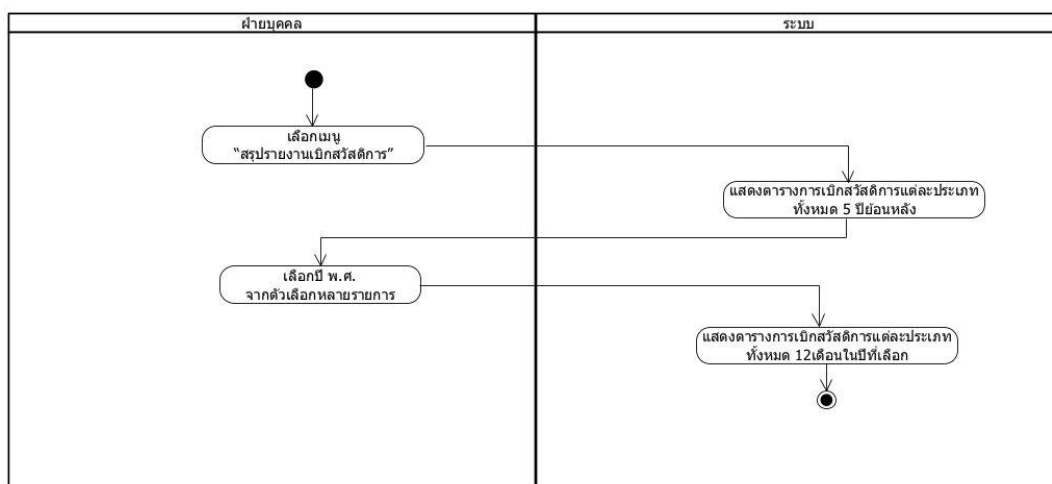 ฝ่ายบุคคล
ระบบ
เลือกเมนู
“สรุปรายงานเบิกสวัสดิการ”
แสดงตารางการเบิกสวัสดิการแต่ละประเภท
ทั้งหมด 5 ปีย้อนหลัง
เลือกปี พ.ศ.
จากตัวเลือกหลายรายการ
แสดงตารางการเบิกสวัสดิการแต่ละประเภท
ทั้งหมด 12เดือนในปีที่เลือก